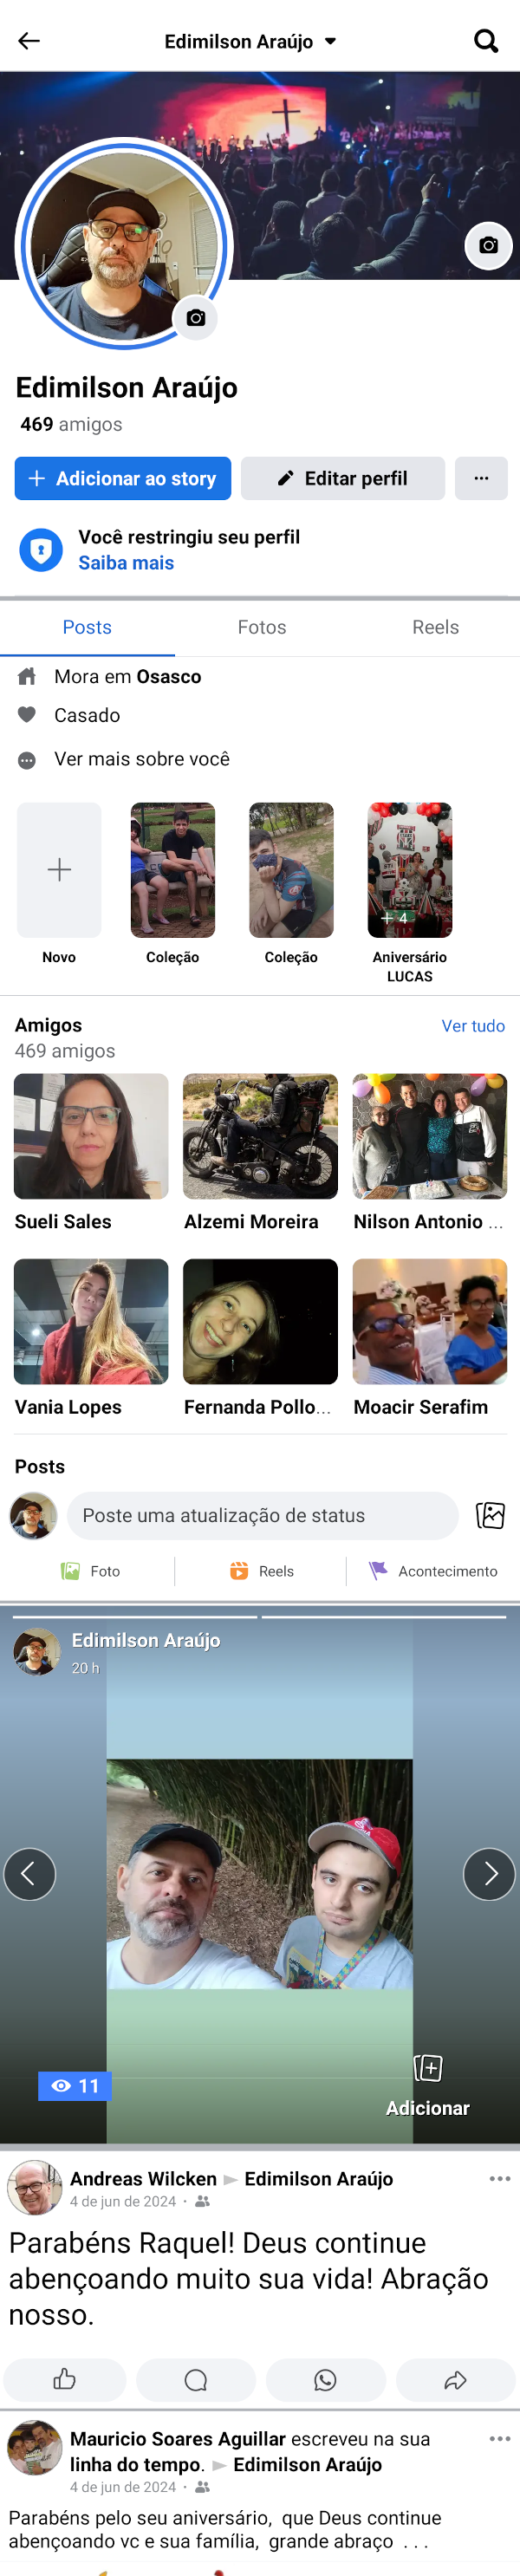 Edimilson Araújo
Edimilson Araújo
469 amigos
Adicionar ao story
Editar perfil
Você restringiu seu perfil
Saiba mais
Posts
Fotos
Reels
Mora em Osasco
Casado
Ver mais sobre você
+ 4
Novo
Coleção
Coleção
Aniversário
LUCAS
Amigos
Ver tudo
469 amigos
Sueli Sales
Alzemi Moreira
Nilson Antonio ...
Vania Lopes
Fernanda Pollo...
Moacir Serafim
Posts
Poste uma atualização de status
Foto
Reels
Acontecimento
Edimilson Araújo
20 h
11
Adicionar
Andreas Wilcken ► Edimilson Araújo
4 de jun de 2024 ·
Parabéns Raquel! Deus continue
abençoando muito sua vida! Abração
nosso.
Mauricio Soares Aguillar escreveu na sua
linha do tempo. ► Edimilson Araújo
4 de jun de 2024 ·
Parabéns pelo seu aniversário, que Deus continue
abençoando vc e sua família, grande abraço ...